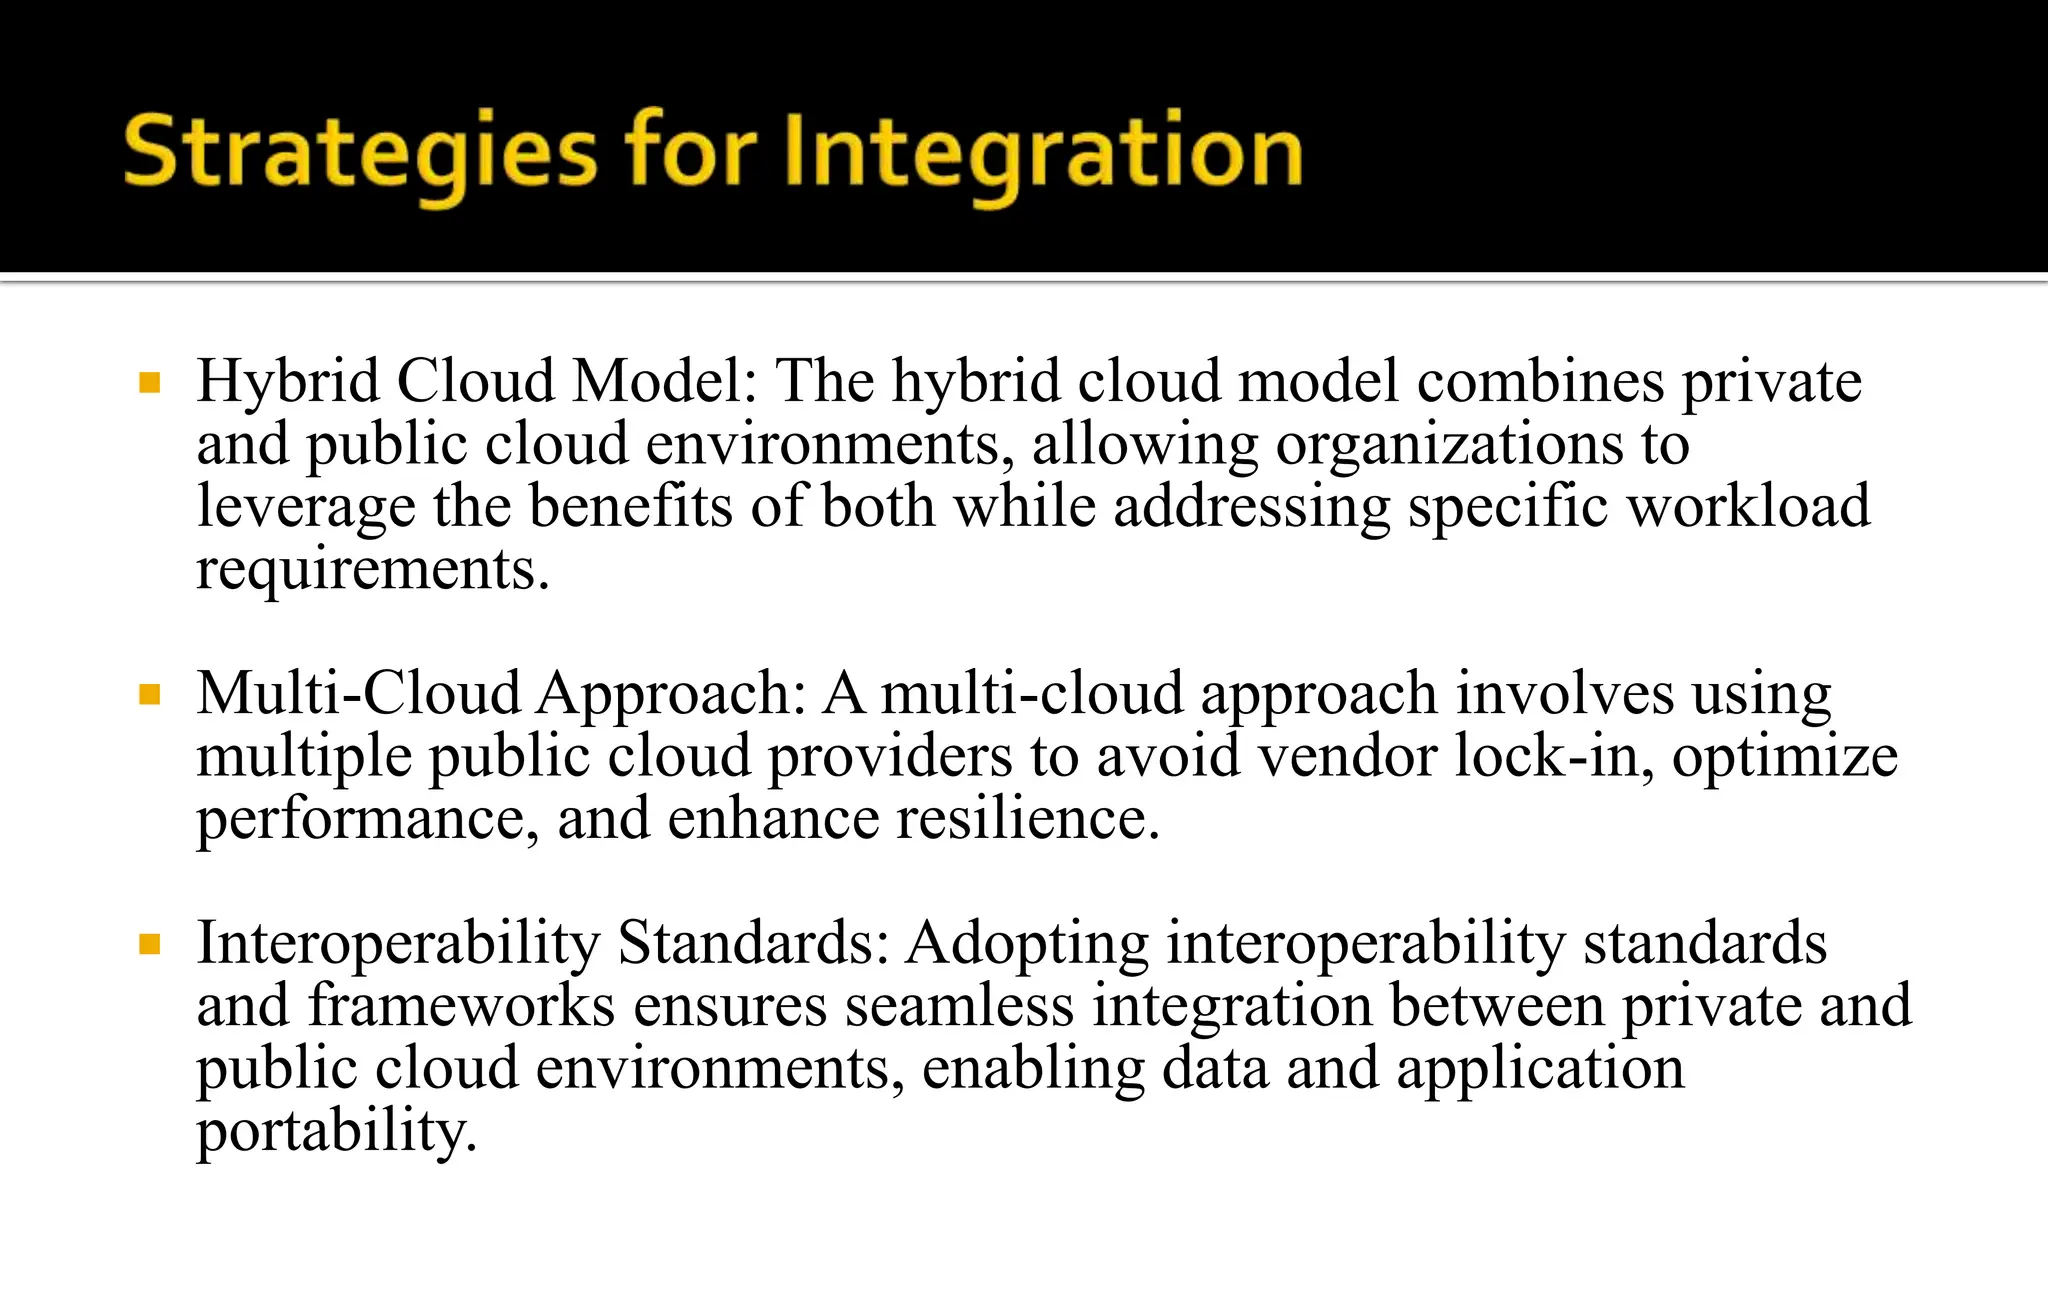 Strategies for Integration
Hybrid Cloud Model: The hybrid cloud model combines private
and public cloud environments, allowing organizations to
leverage the benefits of both while addressing specific workload
requirements.
Multi-Cloud Approach: A multi-cloud approach involves using
multiple public cloud providers to avoid vendor lock-in, optimize
performance, and enhance resilience.
Interoperability Standards: Adopting interoperability standards
and frameworks ensures seamless integration between private and
public cloud environments, enabling data and application
portability.